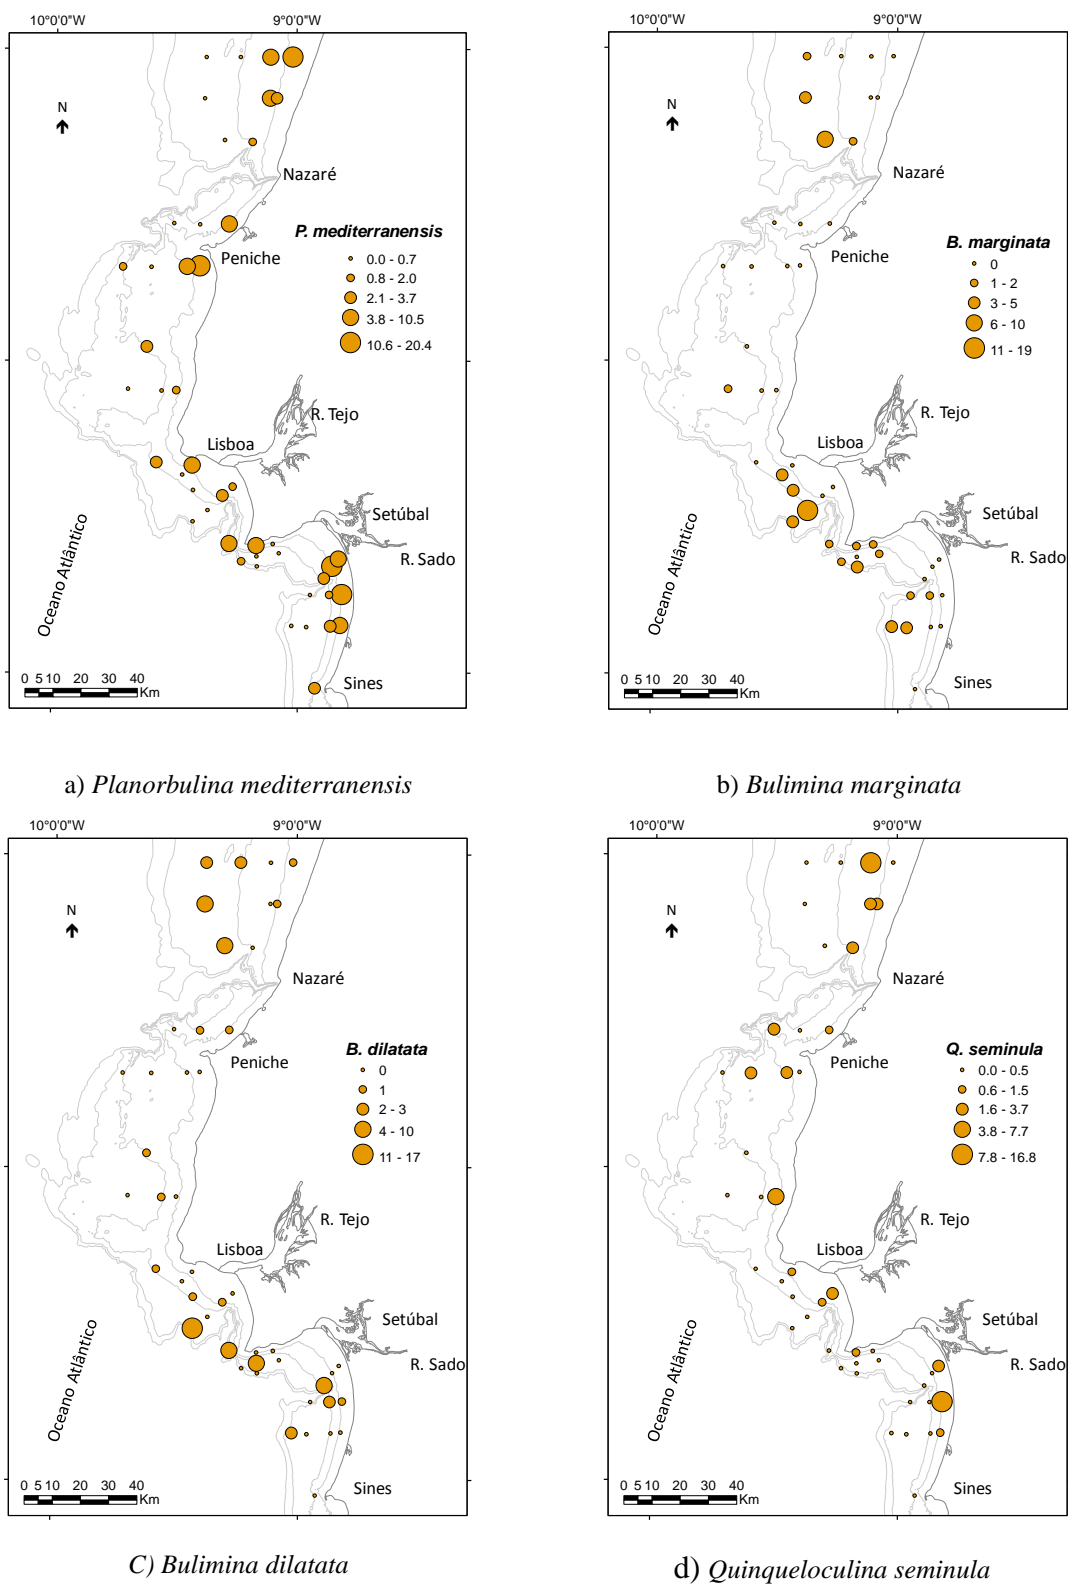 10°0'0"W 9°0'0"W
N
Nazaré
P. mediterranensis
0.0 - 0.7
0.8 - 2.0
2.1 - 3.7
3.8 - 10.5
10.6 - 20.4
Peniche
R. Tejo
Lisboa
Setúbal
R. Sado
Oceano Atlântico
Sines
0 5 10 20 30 40
Km
a) Planorbulina mediterranensis
10°0'0"W 9°0'0"W
N
Nazaré
B. marginata
0
1 - 2
3 - 5
6 - 10
11 - 19
Peniche
R. Tejo
Lisboa
Setúbal
R. Sado
Oceano Atlântico
Sines
0 5 10 20 30 40
Km
b) Bulimina marginata
10°0'0"W 9°0'0"W
N
Nazaré
B. dilatata
0
1
2 - 3
4 - 10
11 - 17
Peniche
R. Tejo
Lisboa
Setúbal
R. Sado
Oceano Atlântico
Sines
0 5 10 20 30 40
Km
C) Bulimina dilatata
10°0'0"W 9°0'0"W
N
Nazaré
Q. seminula
0.0 - 0.5
0.6 - 1.5
1.6 - 3.7
3.8 - 7.7
7.8 - 16.8
Peniche
R. Tejo
Lisboa
Setúbal
R. Sado
Oceano Atlântico
Sines
0 5 10 20 30 40
Km
d) Quinqueloculina seminula